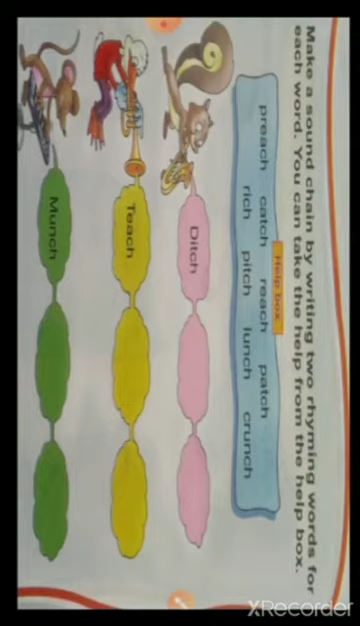 Make a sound chain by writing two rhyming words for
each word. You can take the help from the help box.
Help box
preach catch reach patch
rich pitch lunch crunch
Ditch
Teach
Munch
XRecorder